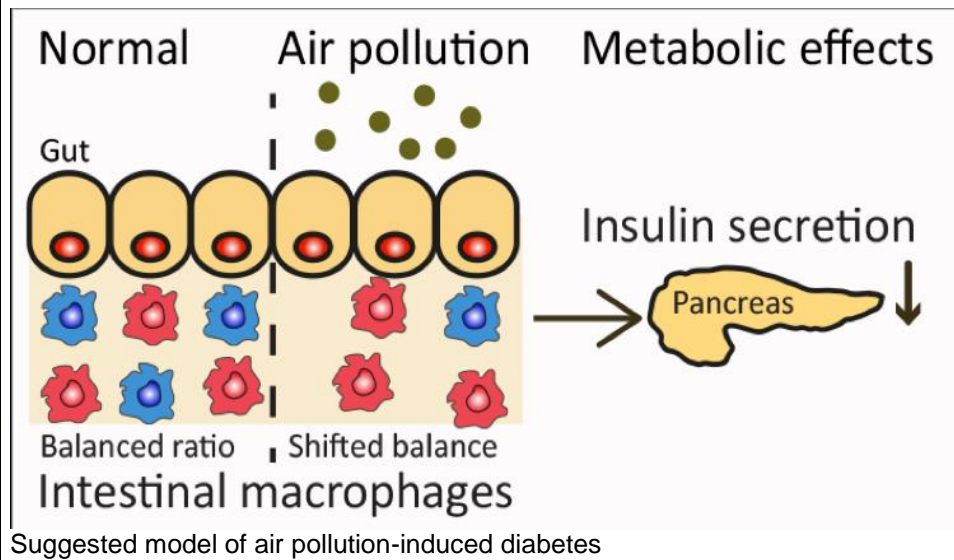 Normal
Air pollution
Metabolic effects
Gut
Insulin secretion
Pancreas
Balanced ratio
Shifted balance
Intestinal macrophages
Suggested model of air pollution-induced diabetes